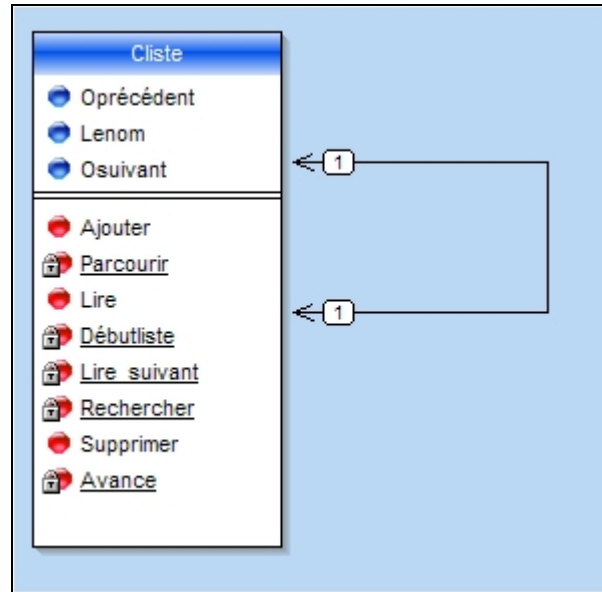 Cliste
Oprécédent
Lenom
Osuivant
1
Ajouter
Parcourir
Lire
1
Débutliste
Lire_suivant
Rechercher
Supprimer
Avance